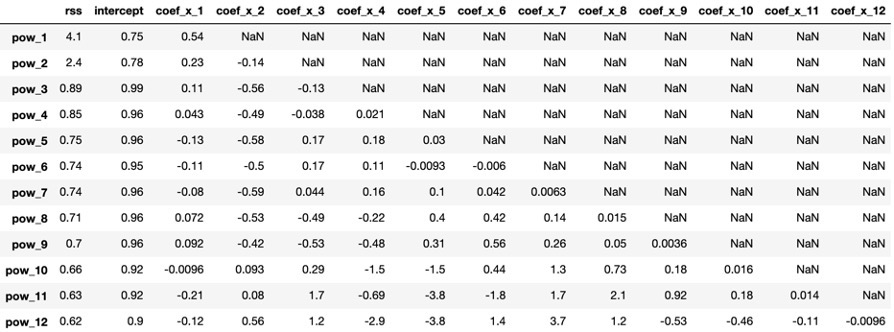 rss intercept coef_x_1 coef_x_2 coef_x_3 coef_x_4 coef_x_5 coef_x_6 coef_x_7 coef_x_8 coef_x_9 coef_x_10 coef_x_11 coef_x_12
pow_1 4.1 0.75 0.54 NaN NaN NaN NaN NaN NaN NaN NaN NaN NaN NaN
pow_2 2.4 0.78 0.23 -0.14 NaN NaN NaN NaN NaN NaN NaN NaN NaN NaN
pow_3 0.89 0.99 0.11 -0.56 -0.13 NaN NaN NaN NaN NaN NaN NaN NaN NaN
pow_4 0.85 0.96 0.043 -0.49 -0.038 0.021 NaN NaN NaN NaN NaN NaN NaN NaN
pow_5 0.75 0.96 -0.13 -0.58 0.17 0.18 0.03 NaN NaN NaN NaN NaN NaN NaN
pow_6 0.74 0.95 -0.11 -0.5 0.17 0.11 -0.0093 -0.006 NaN NaN NaN NaN NaN NaN
pow_7 0.74 0.96 -0.08 -0.59 0.044 0.16 0.1 0.042 0.0063 NaN NaN NaN NaN NaN
pow_8 0.71 0.96 0.072 -0.53 -0.49 -0.22 0.4 0.42 0.14 0.015 NaN NaN NaN NaN
pow_9 0.7 0.96 0.092 -0.42 -0.53 -0.48 0.31 0.56 0.26 0.05 0.0036 NaN NaN NaN
pow_10 0.66 0.92 -0.0096 0.093 0.29 -1.5 -1.5 0.44 1.3 0.73 0.18 0.016 NaN NaN
pow_11 0.63 0.92 -0.21 0.08 1.7 -0.69 -3.8 -1.8 1.7 2.1 0.92 0.18 0.014 NaN
pow_12 0.62 0.9 -0.12 0.56 1.2 -2.9 -3.8 1.4 3.7 1.2 -0.53 -0.46 -0.11 -0.0096